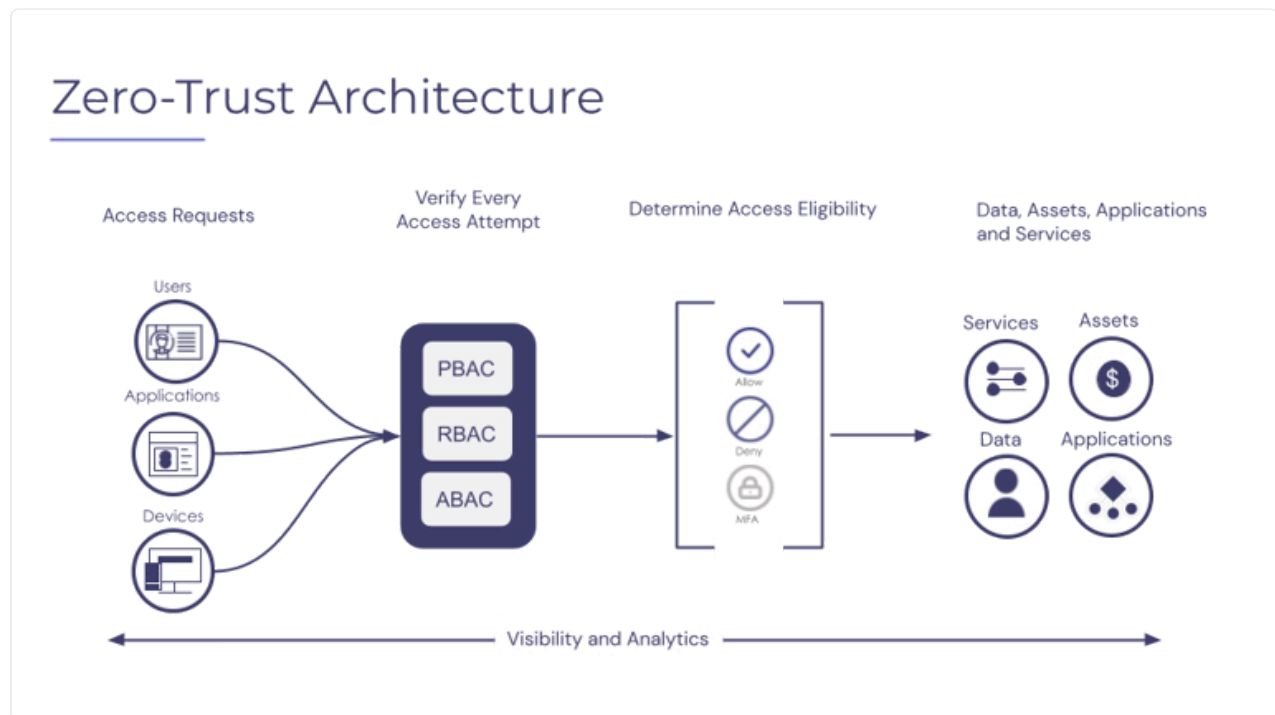 Zero-Trust Architecture
Access Requests
Verify Every
Access Attempt
Determine Access Eligibility
Data, Assets, Applications
and Services
Users
Applications
Devices
PBAC
RBAC
ABAC
Allow
Deny
MFA
Services
Assets
$
Data
Applications
Visibility and Analytics